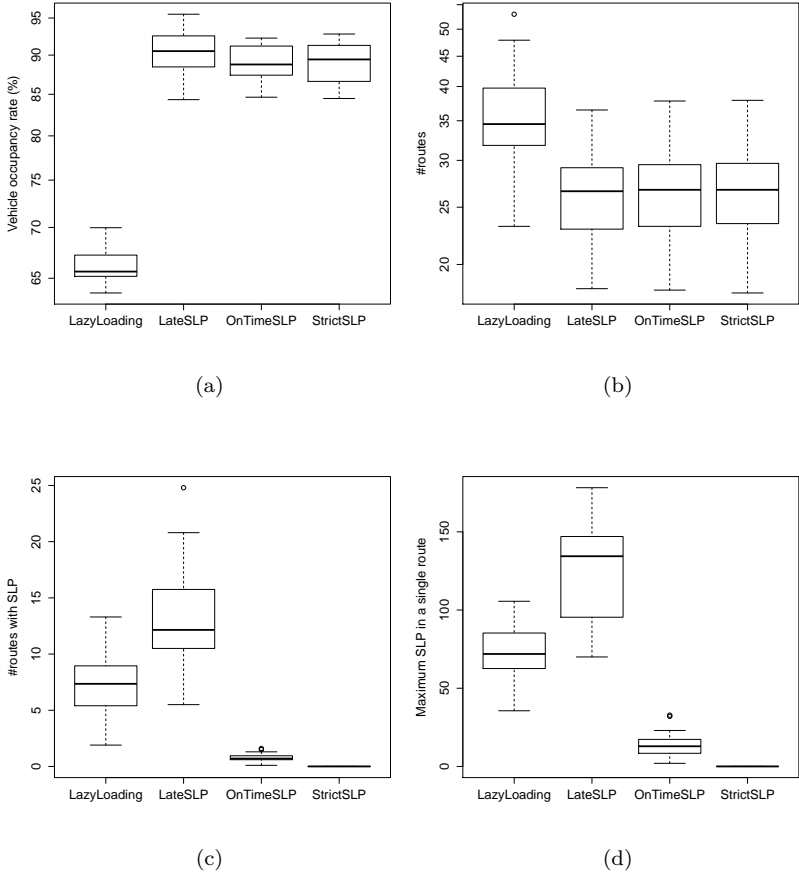 Vehicle occupancy rate (%)
95
90
85
80
75
70
65
LazyLoading LateSLP OnTimeSLP StrictSLP
(a)
#routes
50
45
40
35
30
25
20
LazyLoading LateSLP OnTimeSLP StrictSLP
(b)
#routes with SLP
25
20
15
10
5
0
LazyLoading LateSLP OnTimeSLP StrictSLP
(c)
Maximum SLP in a single route
150
100
50
0
LazyLoading LateSLP OnTimeSLP StrictSLP
(d)